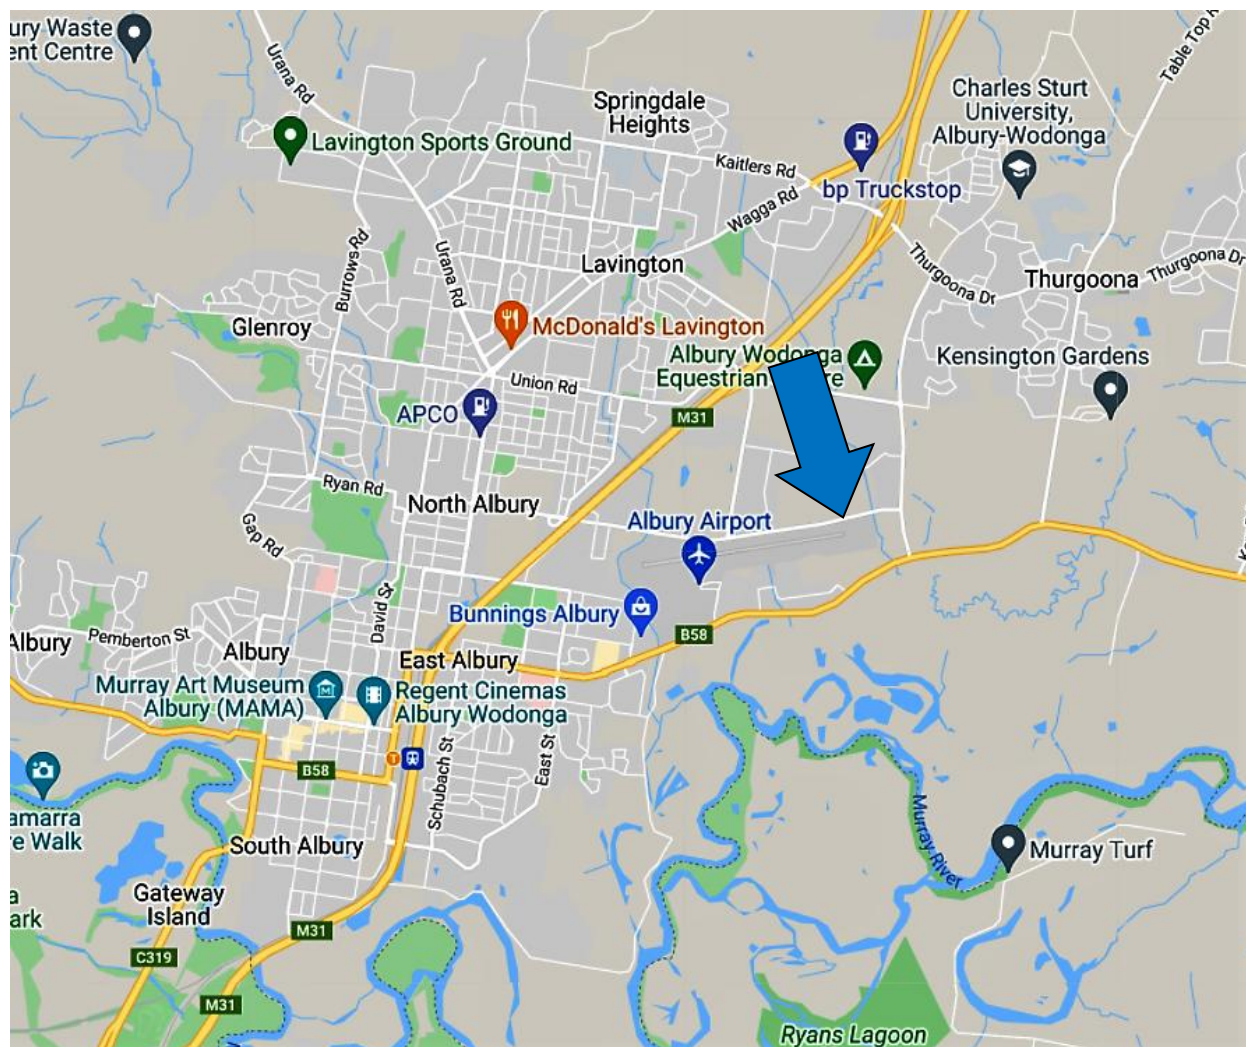 ury Waste
ent Centre
Urana Rd
Lavington Sports Ground
Springdale
Heights
Kaitlers Rd
Wagga Rd
bp Truckstop
Charles Sturt
University,
Albury-Wodonga
Table Top R
Thurgoona Dr
Thurgoona
Thurgoona Dr
Burrows Rd
Urana Rd
Lavington
Glenroy
McDonald's Lavington
Albury Wodonga
Equestrian re
Kensington Gardens
Union Rd
APCO
M31
Ryan Rd
North Albury
Gap Rd
Albury Airport
David St
Bunnings Albury
B58
Albury
Pemberton St
Albury
East Albury
Murray Art Museum
Albury (MAMA)
Regent Cinemas
Albury Wodonga
T
B58
Schubach St
East St
amarra
re Walk
South Albury
Murray River
Murray Turf
Gateway
Island
a
ark
M31
C319
M31
Ryans Lagoon